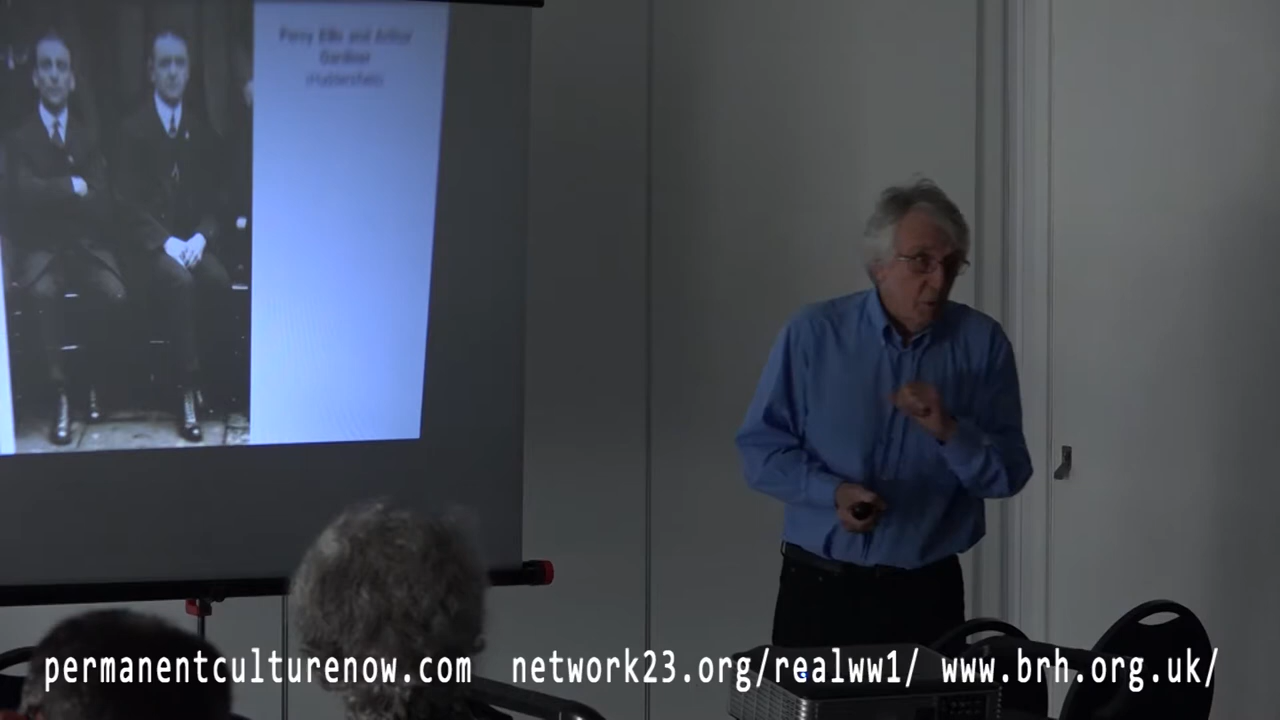 Percy Ellis and Arthur
Gardiner
(Huddersfield)
permanentculturenow.com network23.org/realww1/ www.brh.org.uk/